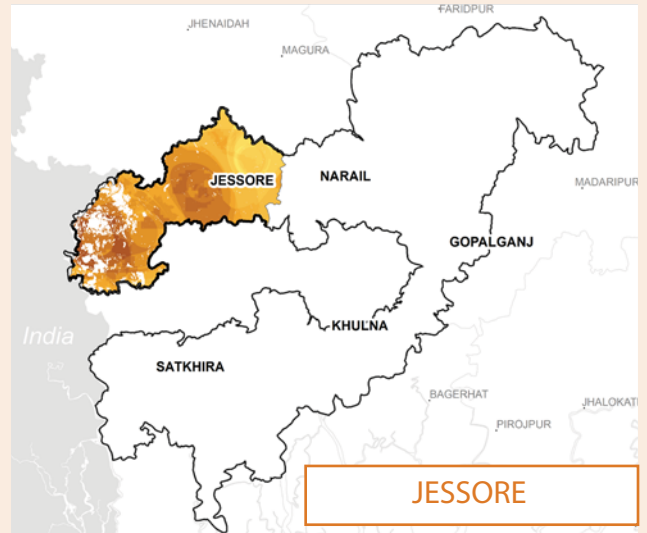 FARIDPUR
JHENAIDAH
MAGURA
JESSORE
NARAIL
MADARIPUR
GOPALGANJ
India
KHULNA
SATKHIRA
BAGERHAT
JHALOKATI
PIROJPUR
JESSORE